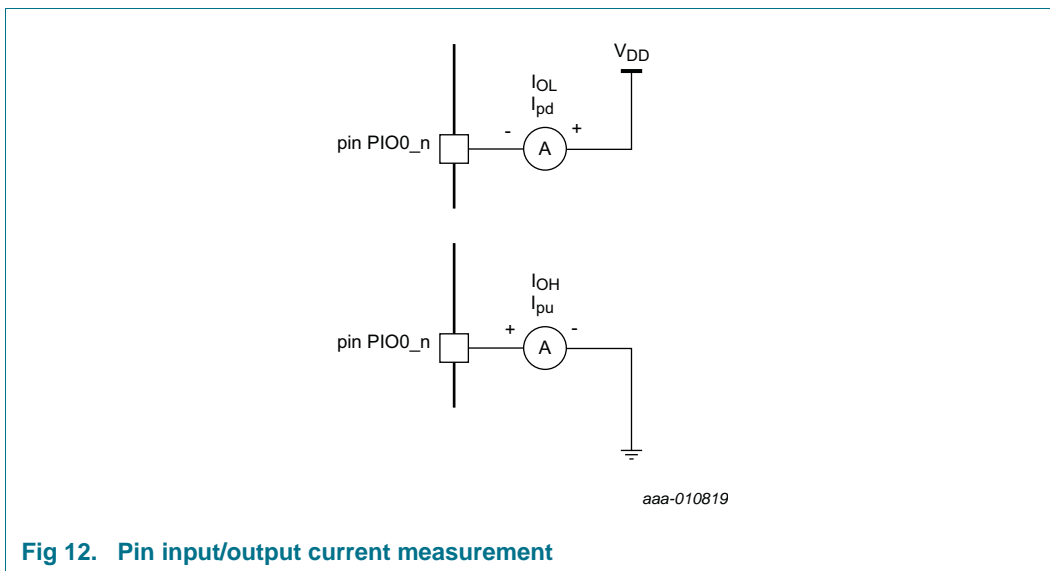 VDD
IOL
Ipd
pin PIO0_n
-
+
A
IOH
Ipu
pin PIO0_n
+
-
A
aaa-010819
Fig 12. Pin input/output current measurement